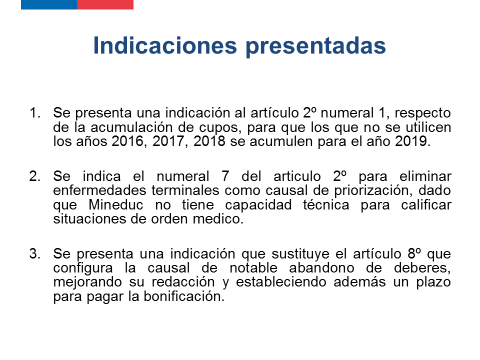 Indicaciones presentadas
1. Se presenta una indicación al artículo 2º numeral 1, respecto
de la acumulación de cupos, para que los que no se utilicen
los años 2016, 2017, 2018 se acumulen para el año 2019.
2. Se indica el numeral 7 del articulo 2º para eliminar
enfermedades terminales como causal de priorización, dado
que Mineduc no tiene capacidad técnica para calificar
situaciones de orden medico.
3. Se presenta una indicación que sustituye el artículo 8º que
configura la causal de notable abandono de deberes,
mejorando su redacción y estableciendo además un plazo
para pagar la bonificación.